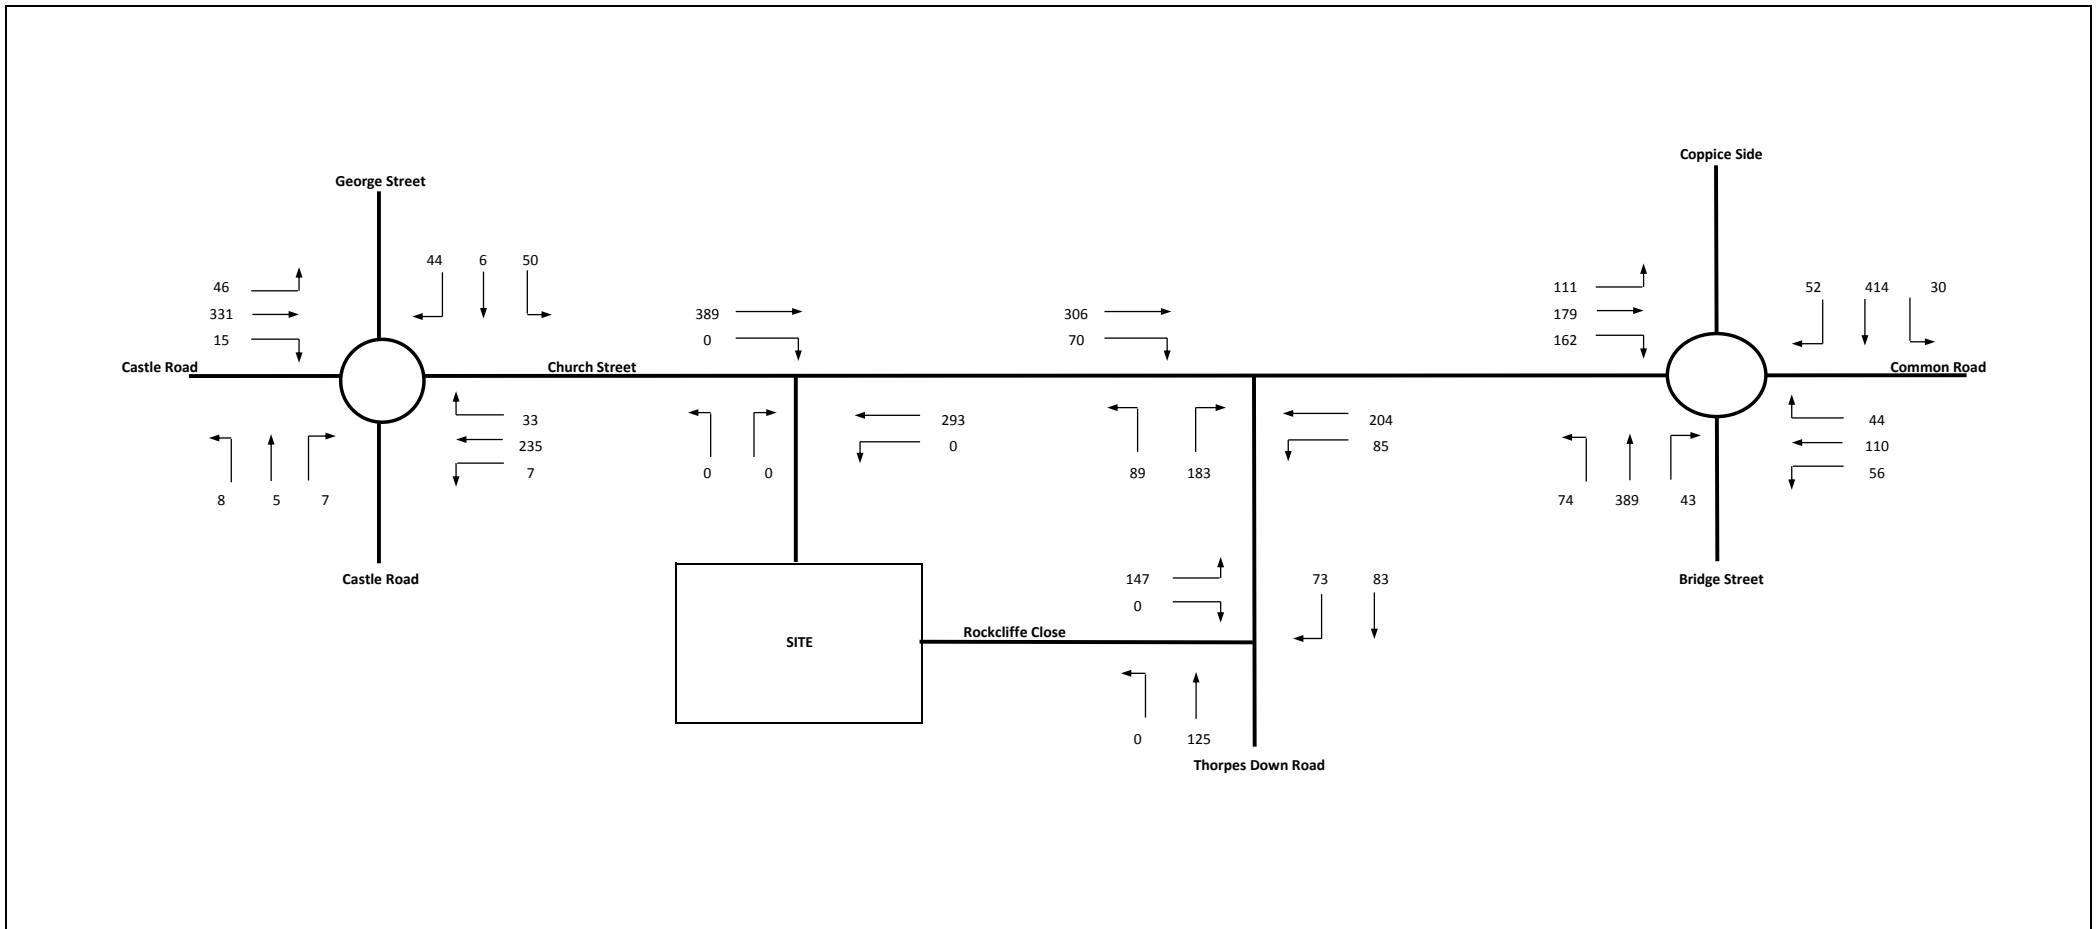 Coppice Side
George Street
44 6 50
46
331
15
389
0
306
70
111
179
162
52 414 30
Castle Road
Church Street
Common Road
33
235
7
8 5 7
293
0
0 0
204
85
89 183
44
110
56
74 389 43
Castle Road
Bridge Street
147
0
73 83
SITE
Rockcliffe Close
0 125
Thorpes Down Road